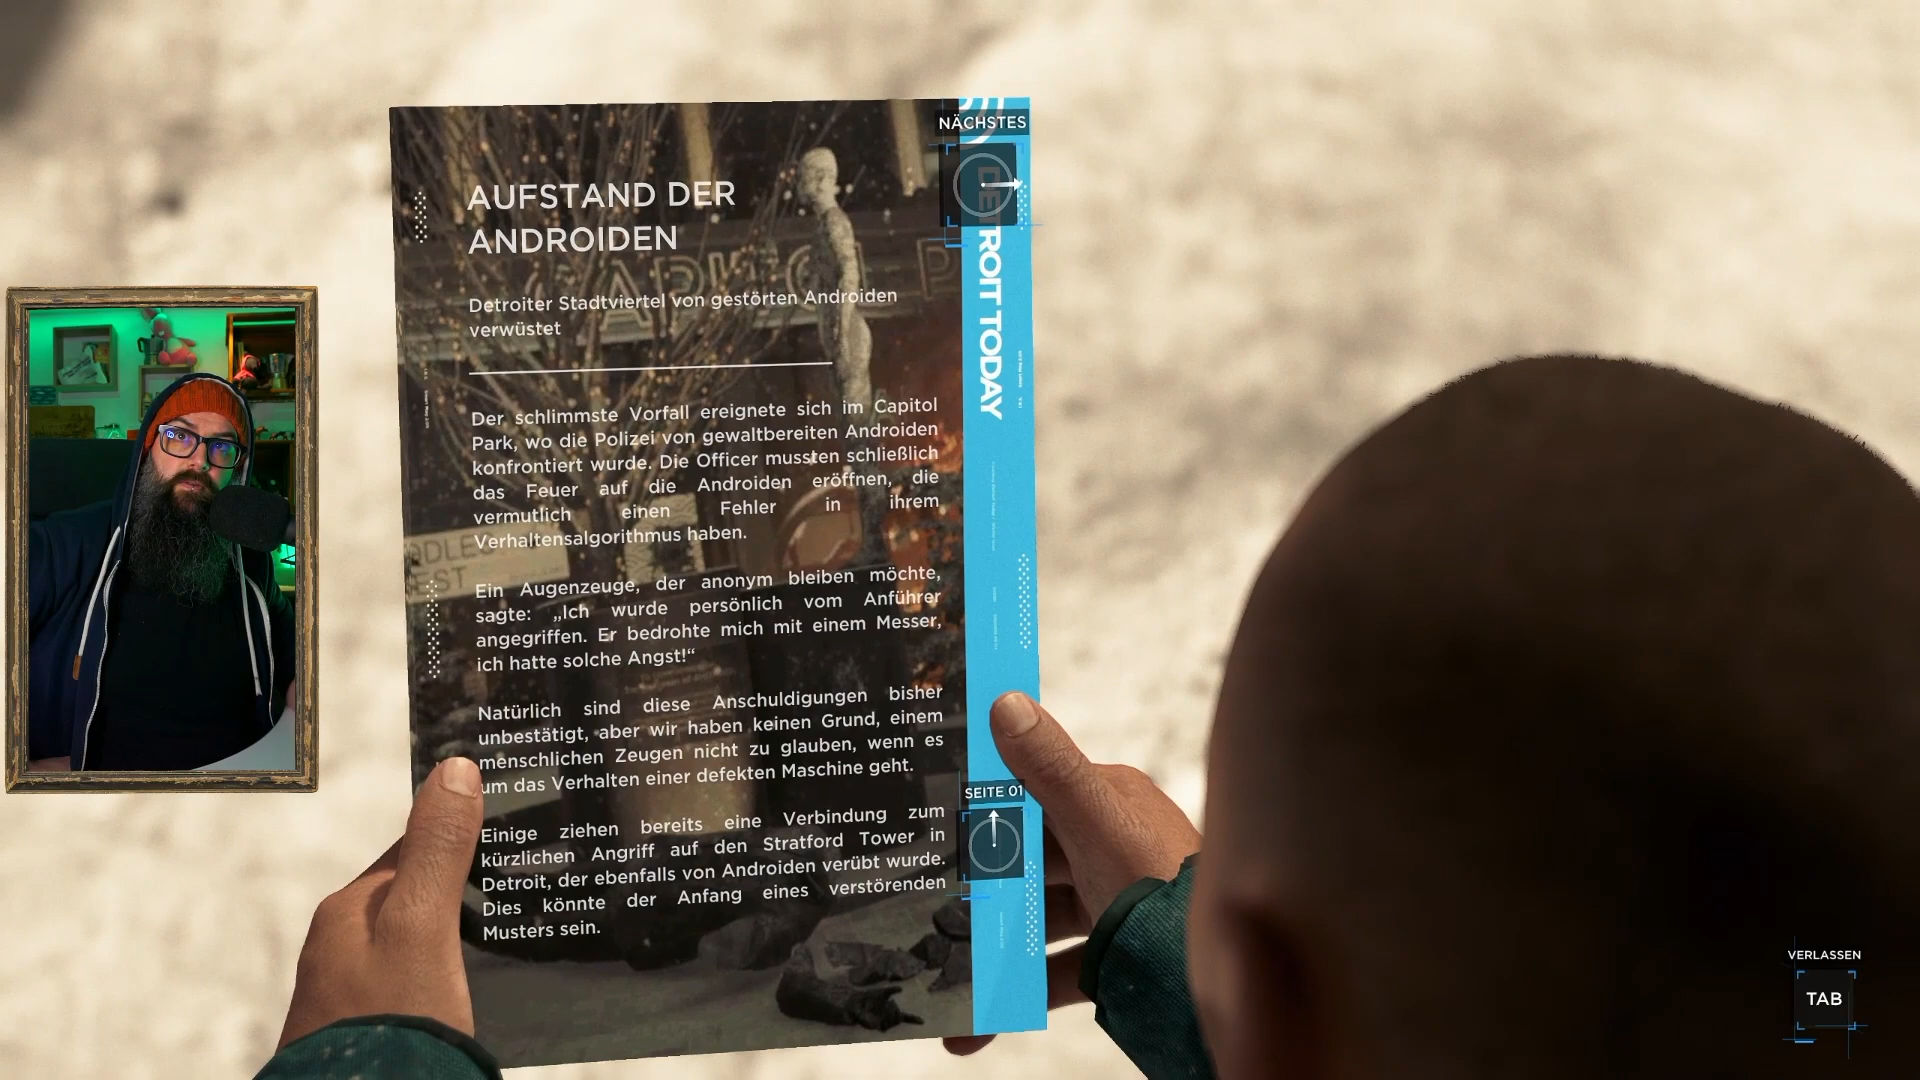 NÄCHSTES
AUFSTAND DER
ANDROIDEN
Detroiter Stadtviertel von gestörten Androiden
verwüstet
Der schlimmste Vorfall ereignete sich im Capitol
Park, wo die Polizei von gewaltbereiten Androiden
konfrontiert wurde. Die Officer mussten schließlich
das Feuer auf die Androiden eröffnen, die
vermutlich einen Fehler in ihrem
Verhaltensalgorithmus haben.
Ein Augenzeuge, der anonym bleiben möchte,
sagte: „Ich wurde persönlich vom Anführer
angegriffen. Er bedrohte mich mit einem Messer,
ich hatte solche Angst!“
Natürlich sind diese Anschuldigungen bisher
unbestätigt, aber wir haben keinen Grund, einem
menschlichen Zeugen nicht zu glauben, wenn es
um das Verhalten einer defekten Maschine geht.
Einige ziehen bereits eine Verbindung zum
kürzlichen Angriff auf den Stratford Tower in
Detroit, der ebenfalls von Androiden verübt wurde.
Dies könnte der Anfang eines verstörenden
Musters sein.
DETROIT TODAY
SEITE 01
VERLASSEN
TAB